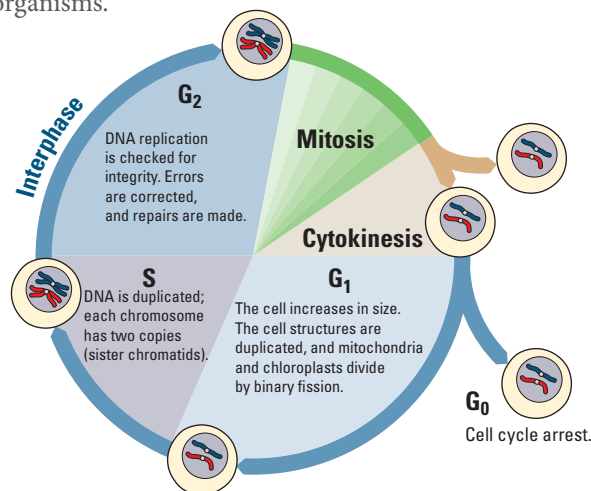 organisms.
Interphase
G2
DNA replication
is checked for
integrity. Errors
are corrected,
and repairs are made.
Mitosis
Cytokinesis
S
DNA is duplicated;
each chromosome
has two copies
(sister chromatids).
G1
The cell increases in size.
The cell structures are
duplicated, and mitochondria
and chloroplasts divide
by binary fission.
G0
Cell cycle arrest.